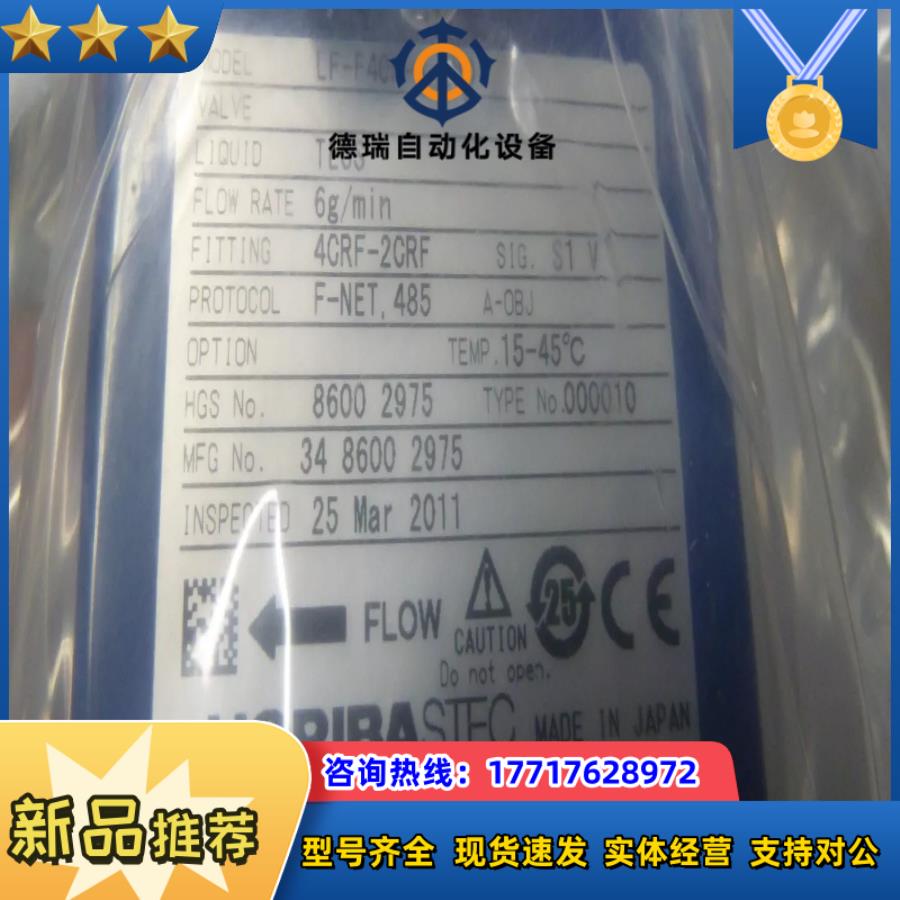 MODEL LF-F4
德瑞自动化设备
VALVE
LIQUID
FLOW RATE 6g/min
FITTING 4CRF-2CRF SIG. S1 V
PROTOCOL F-NET, 485 A-OBJ
OPTION TEMP. 15-45℃
HGS No. 8600 2975 TYPE No. 000010
MFG No. 34 8600 2975
INSPECTED 25 Mar 2011
FLOW
CAUTION
25
CE
Do not open.
HORIBASTEC MADE IN JAPAN
咨询热线：17717628972
新品推荐
型号齐全 现货速发 实体经营 支持对公